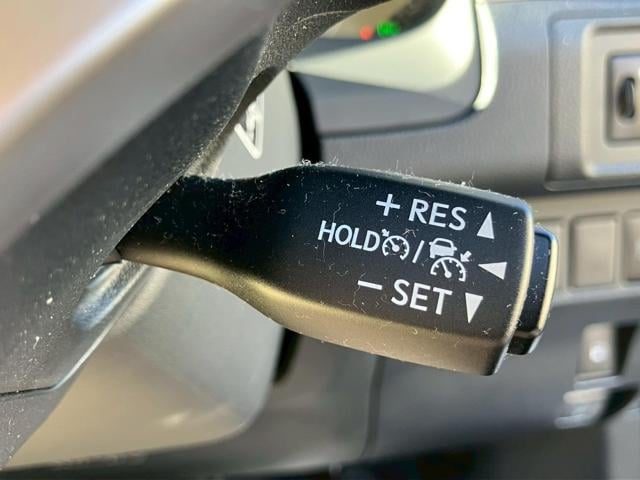 + RES
HOLD /
− SET